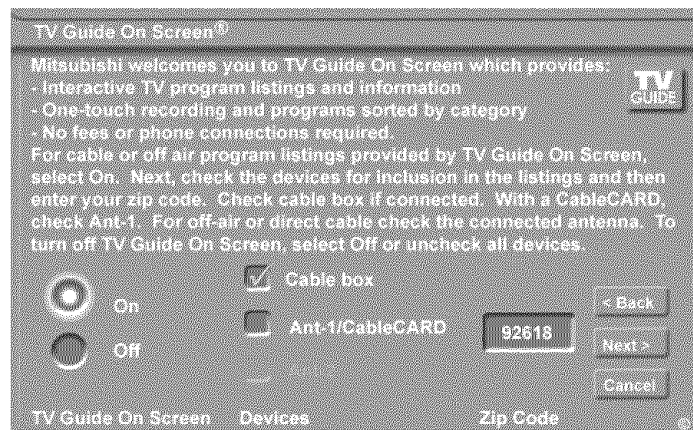 TV Guide On Screen®
Mitsubishi welcomes you to TV Guide On Screen which provides:
- Interactive TV program listings and information
- One-touch recording and programs sorted by category
- No fees or phone connections required.
TV
GUIDE
For cable or off air program listings provided by TV Guide On Screen,
select On. Next, check the devices for Inclusion in the listings and then
enter your zip code. Check cable box if connected. With a CableCARD,
check Ant-1. For off-air or direct cable check the connected antenna. To
turn off TV Guide On Screen, select Off or uncheck all devices.
On
Off
Cable box
Ant-1/CableCARD
92618
< Back
Next >
Cancel
TV Guide On Screen
Devices
Zip Code